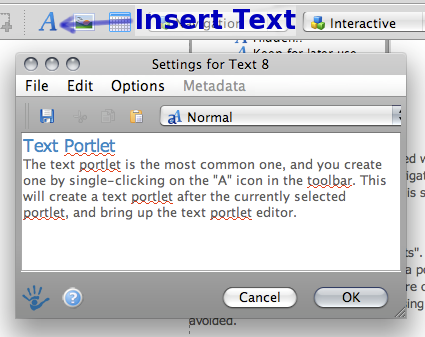 A
Insert Text
Navigation
Interactive
Hidden..
Keep for later use
Settings for Text 8
File Edit Options Metadata
Normal
Text Portlet
The text portlet is the most common one, and you create
one by single-clicking on the "A" icon in the toolbar. This
will create a text portlet after the currently selected
portlet, and bring up the text portlet editor.
Cancel
OK
avoided.